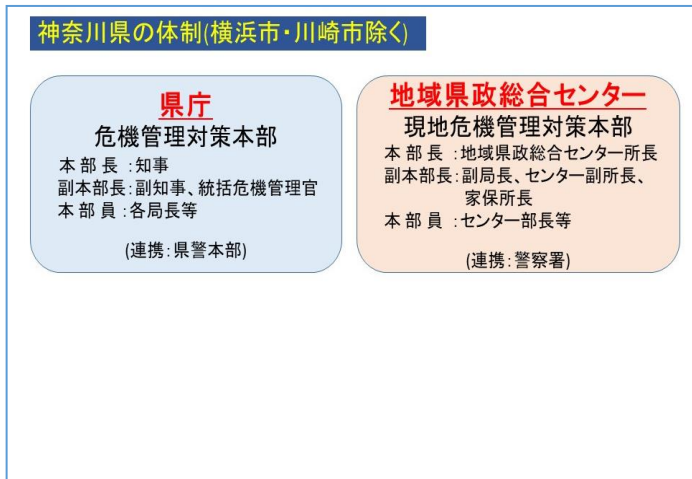 神奈川県の体制(横浜市・川崎市除く)
県庁
危機管理対策本部
本 部 長 :知事
副本部長:副知事、統括危機管理官
本 部 員 :各局長等
(連携:県警本部)
地域県政総合センター
現地危機管理対策本部
本 部 長 :地域県政総合センター所長
副本部長:副局長、センター副所長、
家保所長
本 部 員 :センター部長等
(連携:警察署)